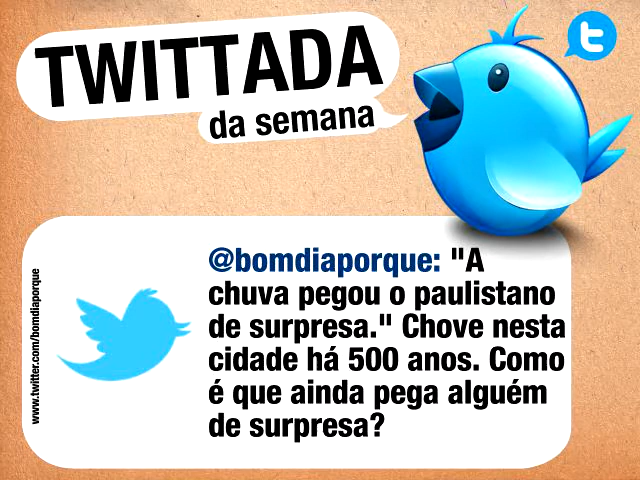 TWITTADA
da semana
t
www.twitter.com/bomdiaporque
@bomdiaporque: "A
chuva pegou o paulistano
de surpresa." Chove nesta
cidade há 500 anos. Como
é que ainda pega alguém
de surpresa?